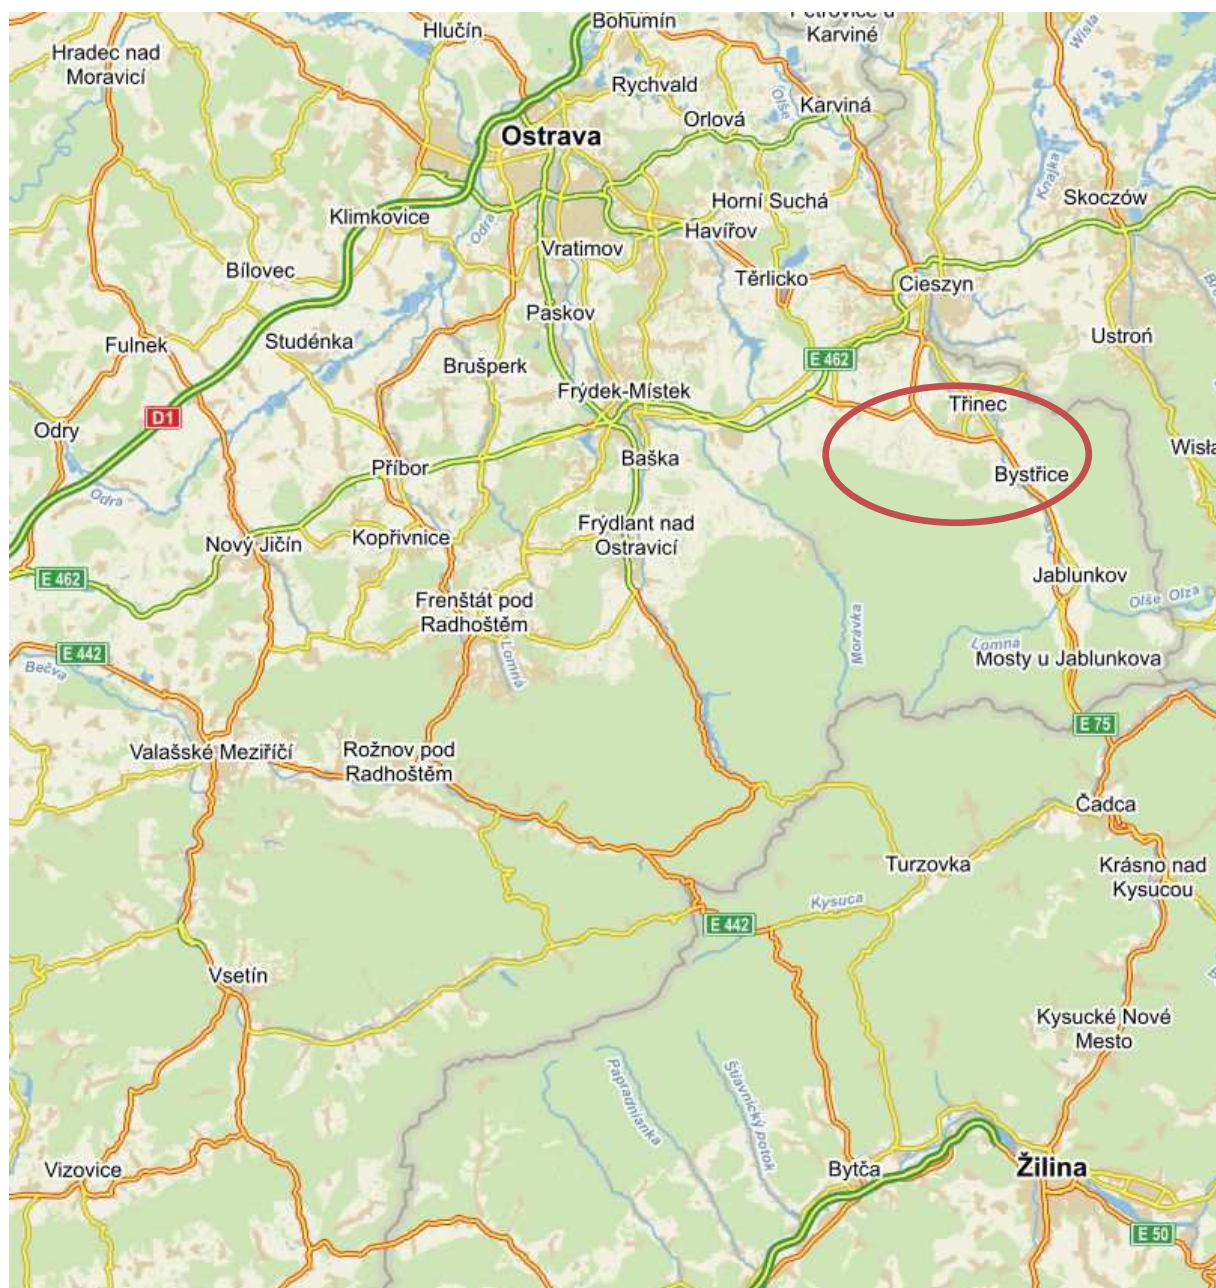 Bohumín
Petrovice u
Karviné
Wisła
Hlučín
Hradec nad
Moravicí
Rychvald
Olše
Karviná
Orlová
Ostrava
Knajka
Skoczów
Horní Suchá
Klimkovice
Odra
Havířov
Vratimov
Bílovec
Těrlicko
Cieszyn
Paskov
Ustroń
Fulnek
Studénka
Brušperk
E 462
Frýdek-Místek
Třinec
D1
Odry
Wisła
Příbor
Baška
Bystřice
Odra
Frýdlant nad
Ostravicí
Nový Jičín
Kopřivnice
E 462
Jablunkov
Olše Olza
Frenštát pod
Radhoštěm
Morávka
Lomná
E 442
Bečva
Lomná
Mosty u Jablunkova
E 75
Valašské Meziříčí
Rožnov pod
Radhoštěm
Čadca
Turzovka
Krásno nad
Kysucou
Kysuca
E 442
Vsetín
Kysucké Nové
Mesto
Papradnianka
Štiavnický potok
Vizovice
Bytča
Žilina
E 50